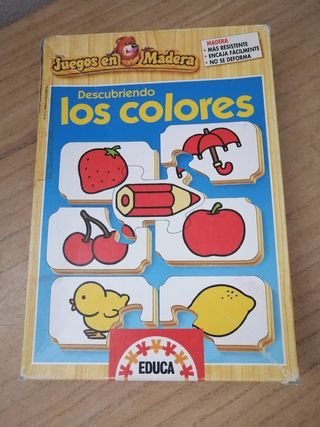 Juegos en Madera
MADERA
• MÁS RESISTENTE
• ENCAJA FÁCILMENTE
• NO SE DEFORMA
Descubriendo
los colores
EDUCA